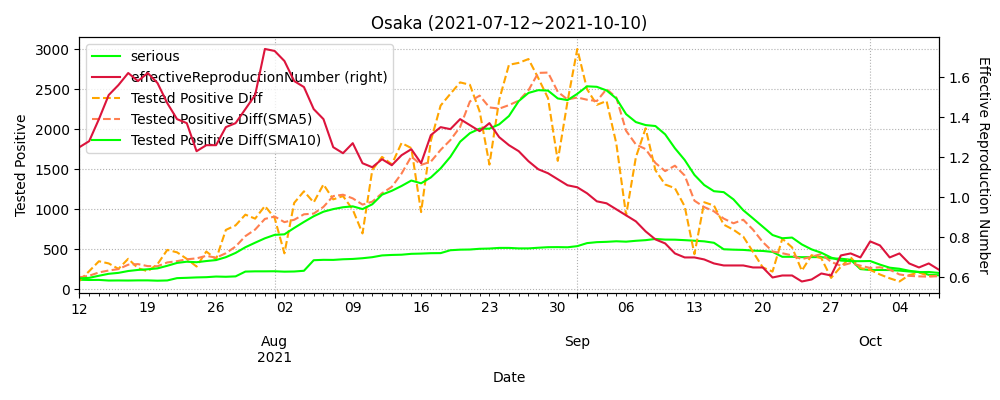 Osaka (2021-07-12~2021-10-10)
serious
effectiveReproductionNumber (right)
Tested Positive Diff
Tested Positive Diff(SMA5)
Tested Positive Diff(SMA10)
Tested Positive
3000
2500
2000
1500
1000
500
0
1.6
1.4
1.2
1.0
0.8
0.6
Effective Reproduction Number
12 19 26 02 09 16 23 30 06 13 20 27 04
Aug Sep Oct
2021
Date